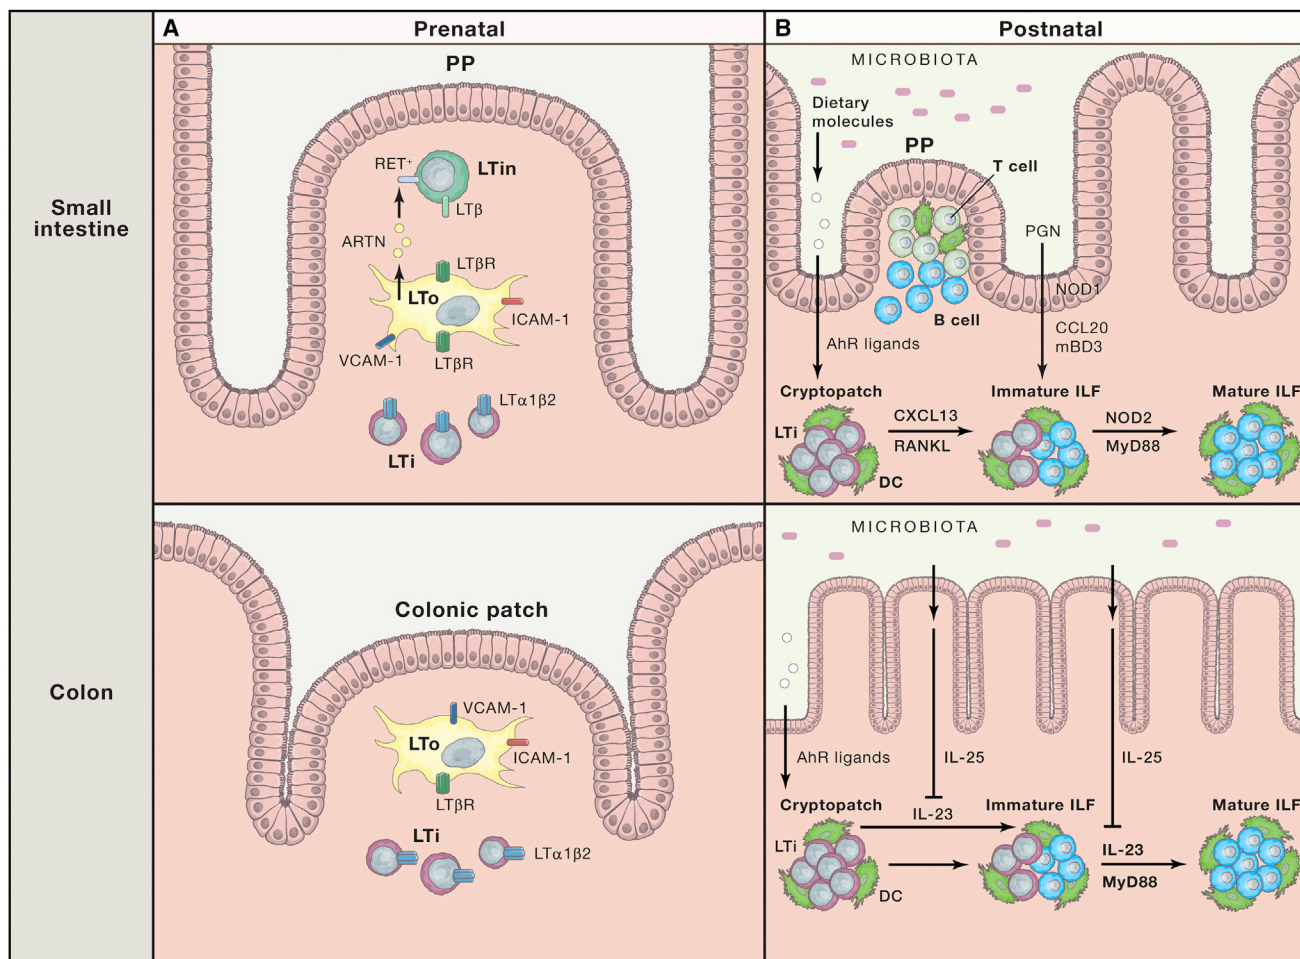 A
Prenatal
B
Postnatal
Small
intestine
PP
RET+
LTin
LTβ
ARTN
LTβR
LTo
ICAM-1
VCAM-1
LTβR
LTα1β2
LTi
MICROBIOTA
Dietary
molecules
PP
T cell
PGN
NOD1
B cell
CCL20
mBD3
AhR ligands
Cryptopatch
Immature ILF
Mature ILF
CXCL13
NOD2
LTi
RANKL
MyD88
DC
Colon
Colonic patch
VCAM-1
LTo
ICAM-1
LTβR
LTi
LTα1β2
MICROBIOTA
AhR ligands
IL-25
IL-25
Cryptopatch
Immature ILF
Mature ILF
IL-23
LTi
IL-23
MyD88
DC